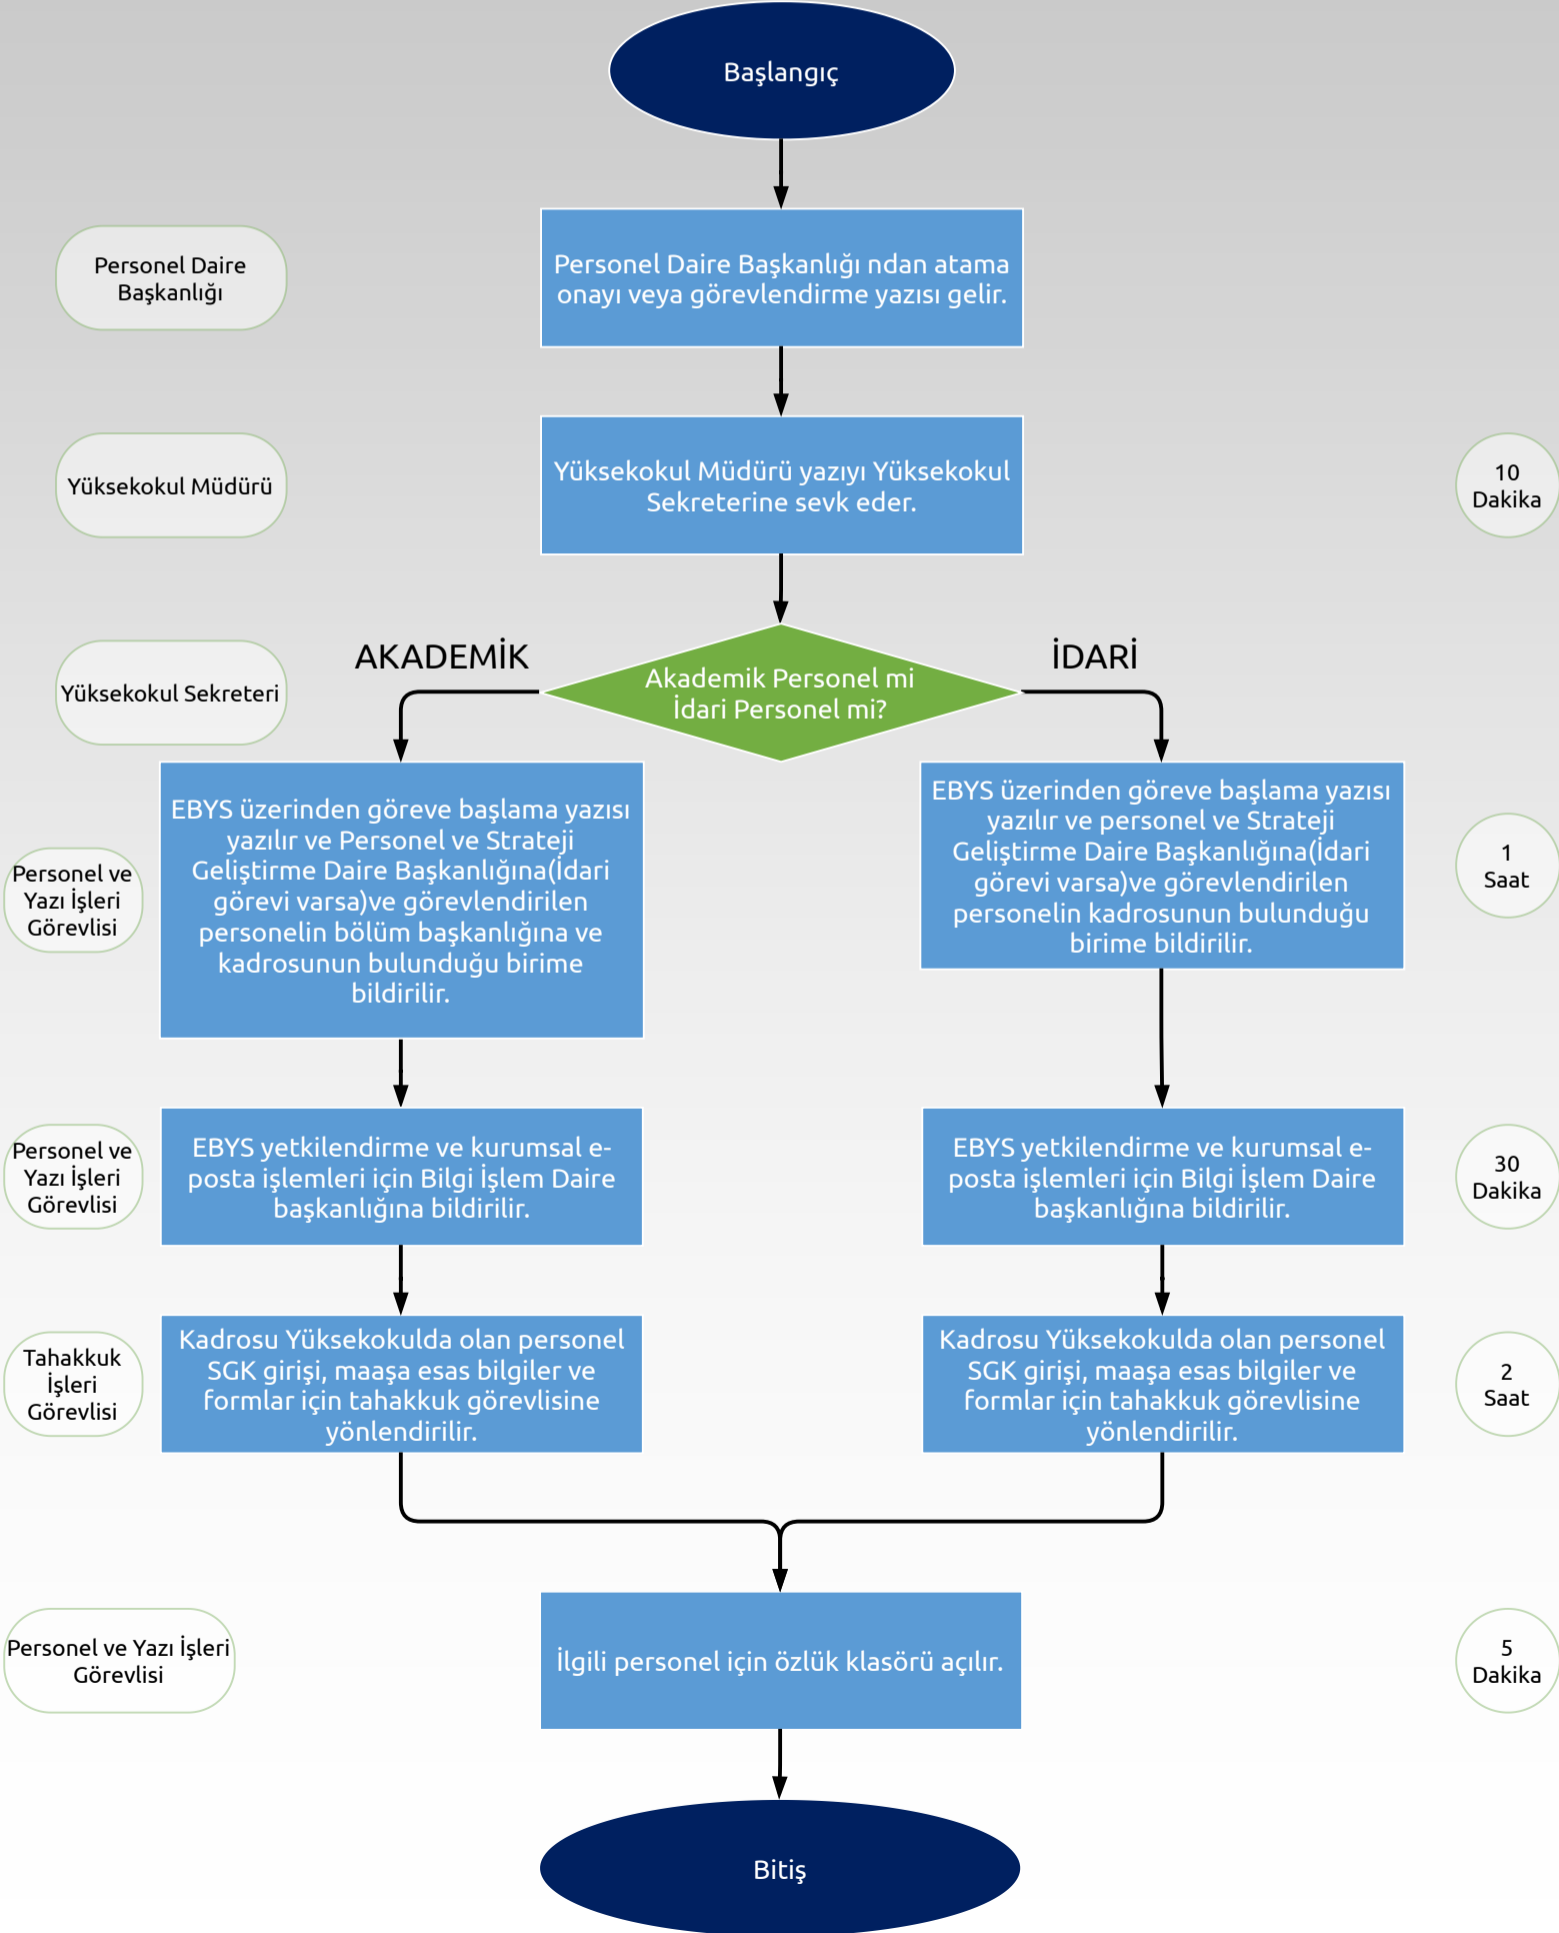 Başlangıç
Personel Daire
Başkanlığı
Personel Daire Başkanlığı ndan atama
onayı veya görevlendirme yazısı gelir.
Yüksekokul Müdürü
Yüksekokul Müdürü yazıyı Yüksekokul
Sekreterine sevk eder.
10
Dakika
Yüksekokul Sekreteri
AKADEMİK
Akademik Personel mi
İdari Personel mi?
İDARİ
Personel ve
Yazı İşleri
Görevlisi
EBYS üzerinden göreve başlama yazısı
yazılır ve Personel ve Strateji
Geliştirme Daire Başkanlığına(İdari
görevi varsa)ve görevlendirilen
personelin bölüm başkanlığına ve
kadrosunun bulunduğu birime
bildirilir.
EBYS üzerinden göreve başlama yazısı
yazılır ve personel ve Strateji
Geliştirme Daire Başkanlığına(İdari
görevi varsa)ve görevlendirilen
personelin kadrosunun bulunduğu
birime bildirilir.
1
Saat
Personel ve
Yazı İşleri
Görevlisi
EBYS yetkilendirme ve kurumsal e-
posta işlemleri için Bilgi İşlem Daire
başkanlığına bildirilir.
EBYS yetkilendirme ve kurumsal e-
posta işlemleri için Bilgi İşlem Daire
başkanlığına bildirilir.
30
Dakika
Tahakkuk
İşleri
Görevlisi
Kadrosu Yüksekokulda olan personel
SGK girişi, maaşa esas bilgiler ve
formlar için tahakkuk görevlisine
yönlendirilir.
Kadrosu Yüksekokulda olan personel
SGK girişi, maaşa esas bilgiler ve
formlar için tahakkuk görevlisine
yönlendirilir.
2
Saat
Personel ve Yazı İşleri
Görevlisi
İlgili personel için özlük klasörü açılır.
5
Dakika
Bitiş